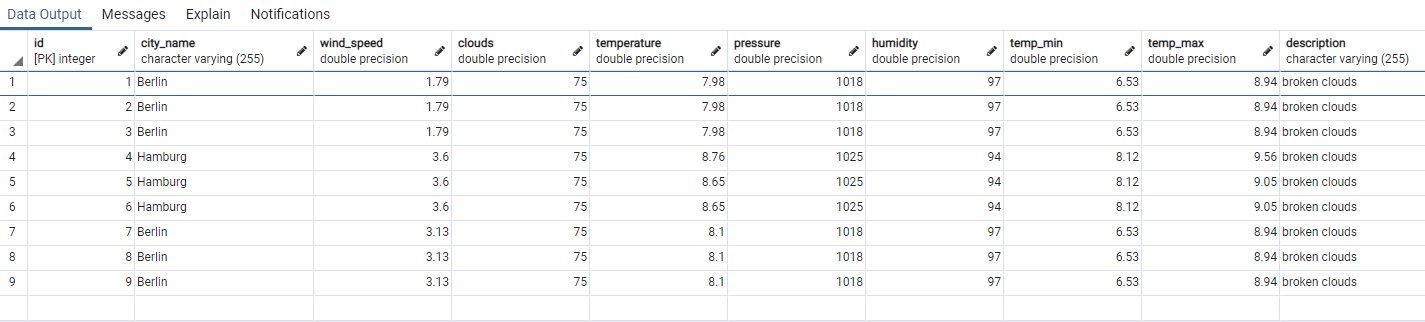 Data Output Messages Explain Notifications
id city_name wind_speed clouds temperature pressure humidity temp_min temp_max description
[PK] integer character varying (255) double precision double precision double precision double precision double precision double precision double precision character varying (255)
1 1 Berlin 1.79 75 7.98 1018 97 6.53 8.94 broken clouds
2 2 Berlin 1.79 75 7.98 1018 97 6.53 8.94 broken clouds
3 3 Berlin 1.79 75 7.98 1018 97 6.53 8.94 broken clouds
4 4 Hamburg 3.6 75 8.76 1025 94 8.12 9.56 broken clouds
5 5 Hamburg 3.6 75 8.65 1025 94 8.12 9.05 broken clouds
6 6 Hamburg 3.6 75 8.65 1025 94 8.12 9.05 broken clouds
7 7 Berlin 3.13 75 8.1 1018 97 6.53 8.94 broken clouds
8 8 Berlin 3.13 75 8.1 1018 97 6.53 8.94 broken clouds
9 9 Berlin 3.13 75 8.1 1018 97 6.53 8.94 broken clouds